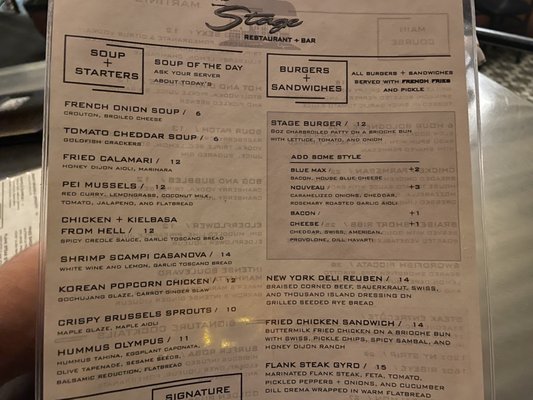 Stage
RESTAURANT + BAR
SOUP
+
STARTERS
SOUP OF THE DAY
ASK YOUR SERVER
ABOUT TODAY'S
FRENCH ONION SOUP / 6
CROUTON, BROILED CHEESE
TOMATO CHEDDAR SOUP / 6
GOLDFISH CRACKERS
FRIED CALAMARI / 12
HONEY DIJON AIOLI, MARINARA
PEI MUSSELS / 12
RED CURRY, LEMONGRASS, COCONUT MILK,
TOMATO, JALAPENO, AND FLATBREAD
CHICKEN + KIELBASA
FROM HELL / 12
SPICY CREOLE SAUCE, GARLIC TOSCANO BREAD
SHRIMP SCAMPI CASANOVA / 14
WHITE WINE AND LEMON, GARLIC TOSCANO BREAD
KOREAN POPCORN CHICKEN / 12
GOCHUJANG GLAZE, CARROT GINGER SLAW
CRISPY BRUSSELS SPROUTS / 10
MAPLE GLAZE, MAPLE AIOLI
HUMMUS OLYMPUS / 11
HUMMUS TAHINA, EGGPLANT CAPONATA,
OLIVE TAPENADE, SESAME SEEDS,
BALSAMIC REDUCTION, FLATBREAD
SIGNATURE
BURGERS
+
SANDWICHES
ALL BURGERS + SANDWICHES
SERVED WITH FRENCH FRIES
AND PICKLE
STAGE BURGER / 12
8OZ CHARBROILED PATTY ON A BRIOCHE BUN
WITH LETTUCE, TOMATO, AND ONION
ADD SOME STYLE
BLUE MAX +2
BACON, HOUSE BLUE CHEESE
NOUVEAU +3
CARAMELIZED ONIONS, CHEDDAR,
ROSEMARY ROASTED GARLIC AIOLI
BACON +1
CHEESE +1
CHEDDAR, SWISS, AMERICAN,
PROVOLONE, DILL HAVARTI
NEW YORK DELI REUBEN / 14
BRAISED CORNED BEEF, SAUERKRAUT, SWISS,
AND THOUSAND ISLAND DRESSING ON
GRILLED SEEDED RYE BREAD
FRIED CHICKEN SANDWICH / 14
BUTTERMILK FRIED CHICKEN ON A BRIOCHE BUN
WITH SWISS, PICKLE CHIPS, SPICY SAMBAL, AND
HONEY DIJON RANCH
FLANK STEAK GYRO / 15
MARINATED FLANK STEAK, FETA, TOMATO,
PICKLED PEPPERS + ONIONS, AND CUCUMBER
DILL CREMA WRAPPED IN WARM FLATBREAD